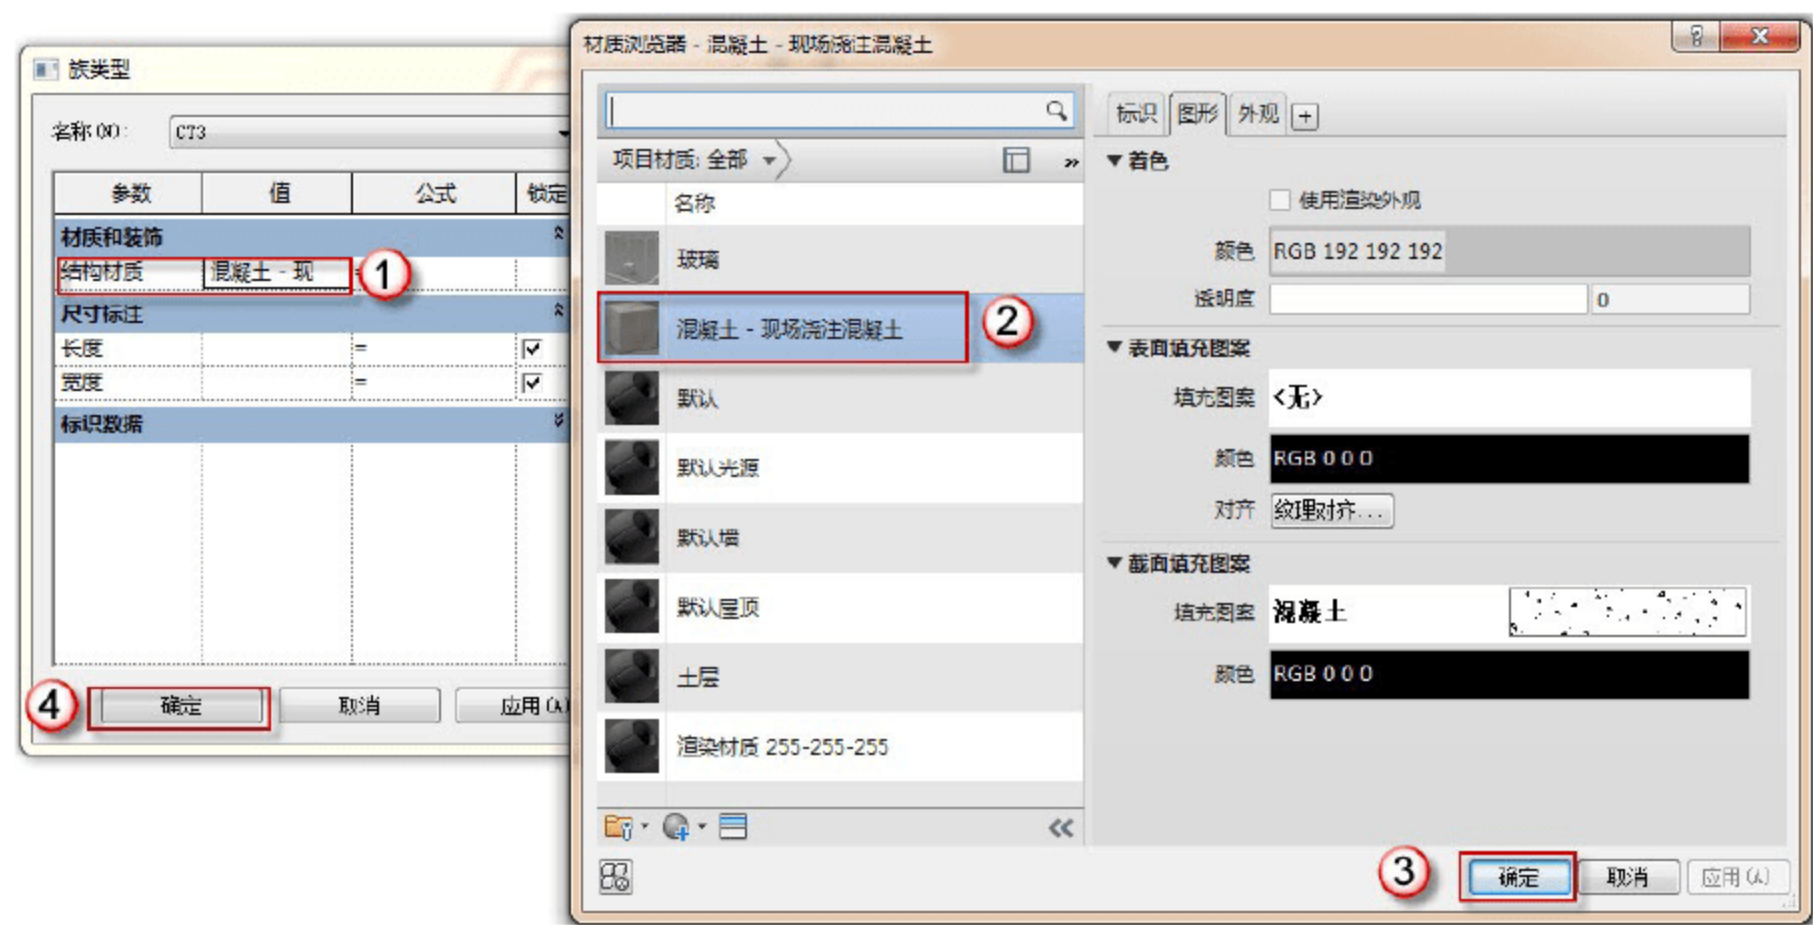 族类型
名称(N):
CT3
参数 值 公式 锁定
材质和装饰
结构材质 混凝土 - 现 =
①
尺寸标注
长度 =
宽度 =
标识数据
④
确定 取消 应用(A)
材质浏览器 - 混凝土 - 现场浇注混凝土
项目材质: 全部 »
名称
玻璃
混凝土 - 现场浇注混凝土
②
默认
默认光源
默认墙
默认屋顶
土层
渲染材质 255-255-255
标识 图形 外观 +
▼着色
使用渲染外观
颜色 RGB 192 192 192
透明度 0
▼表面填充图案
填充图案 <无>
颜色 RGB 0 0 0
对齐 纹理对齐...
▼截面填充图案
填充图案 混凝土
颜色 RGB 0 0 0
③
确定 取消 应用(A)